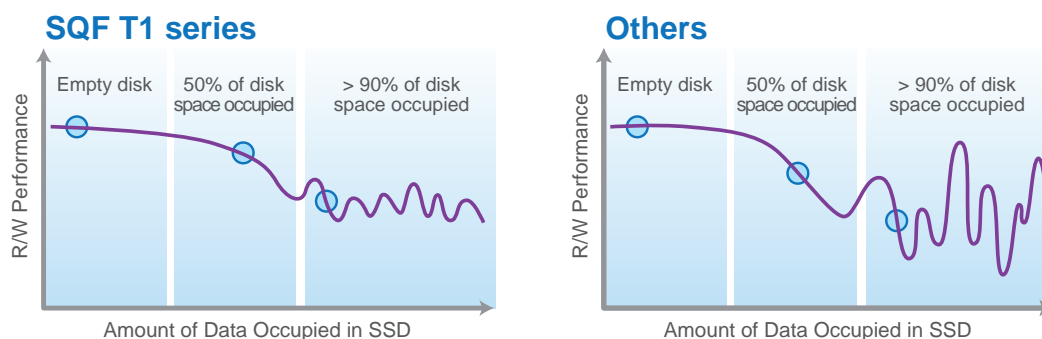 SQF T1 series
R/W Performance
Empty disk
50% of disk
space occupied
> 90% of disk
space occupied
Amount of Data Occupied in SSD
Others
R/W Performance
Empty disk
50% of disk
space occupied
> 90% of disk
space occupied
Amount of Data Occupied in SSD